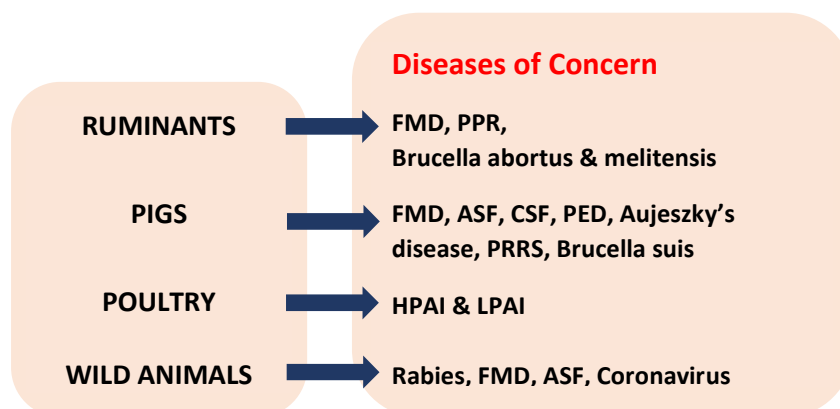 Diseases of Concern
RUMINANTS
FMD, PPR,
Brucella abortus & melitensis
PIGS
FMD, ASF, CSF, PED, Aujeszky’s
disease, PRRS, Brucella suis
POULTRY
HPAI & LPAI
WILD ANIMALS
Rabies, FMD, ASF, Coronavirus